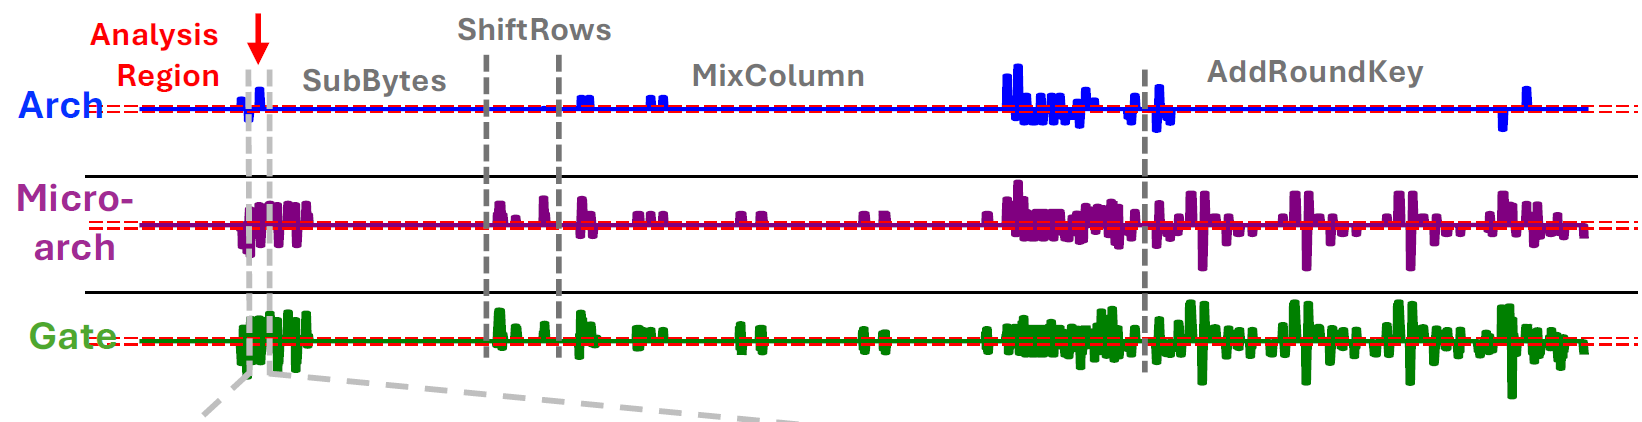 Analysis
Region
ShiftRows
SubBytes
MixColumn
AddRoundKey
Arch
Micro-
arch
Gate